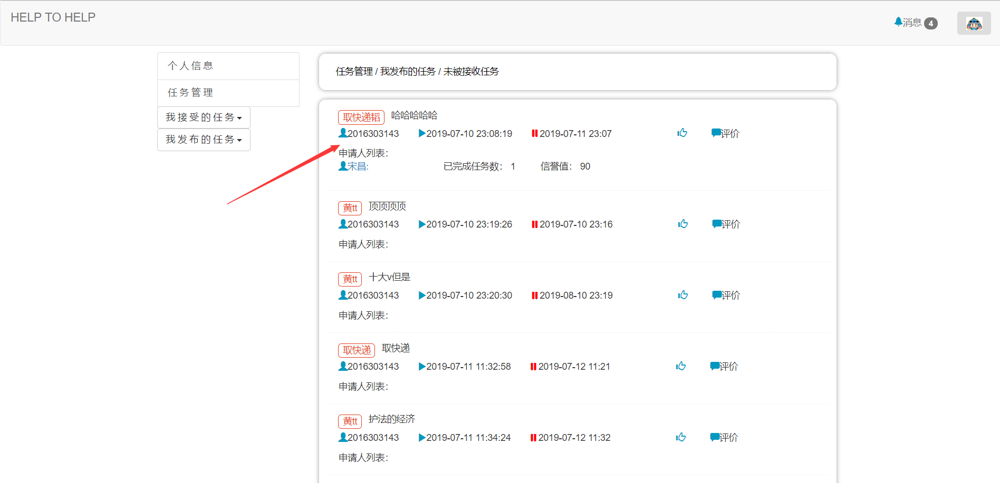 HELP TO HELP
消息 4
个人信息
任务管理
我接受的任务
我发布的任务
任务管理 / 我发布的任务 / 未被接收任务
取快递韬 哈哈哈哈哈
2016303143 2019-07-10 23:08:19 2019-07-11 23:07 评价
申请人列表:
宋昌: 已完成任务数: 1 信誉值: 90
黄tt 顶顶顶顶
2016303143 2019-07-10 23:19:26 2019-07-10 23:16 评价
申请人列表:
黄tt 十大v但是
2016303143 2019-07-10 23:20:30 2019-08-10 23:19 评价
申请人列表:
取快递 取快递
2016303143 2019-07-11 11:32:58 2019-07-12 11:21 评价
申请人列表:
黄tt 护法的经济
2016303143 2019-07-11 11:34:24 2019-07-12 11:32 评价
申请人列表: